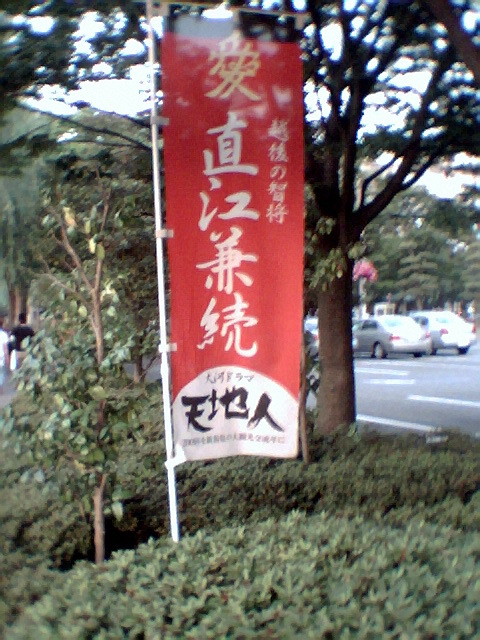 愛
越後の智将
直江兼続
大河ドラマ
天地人